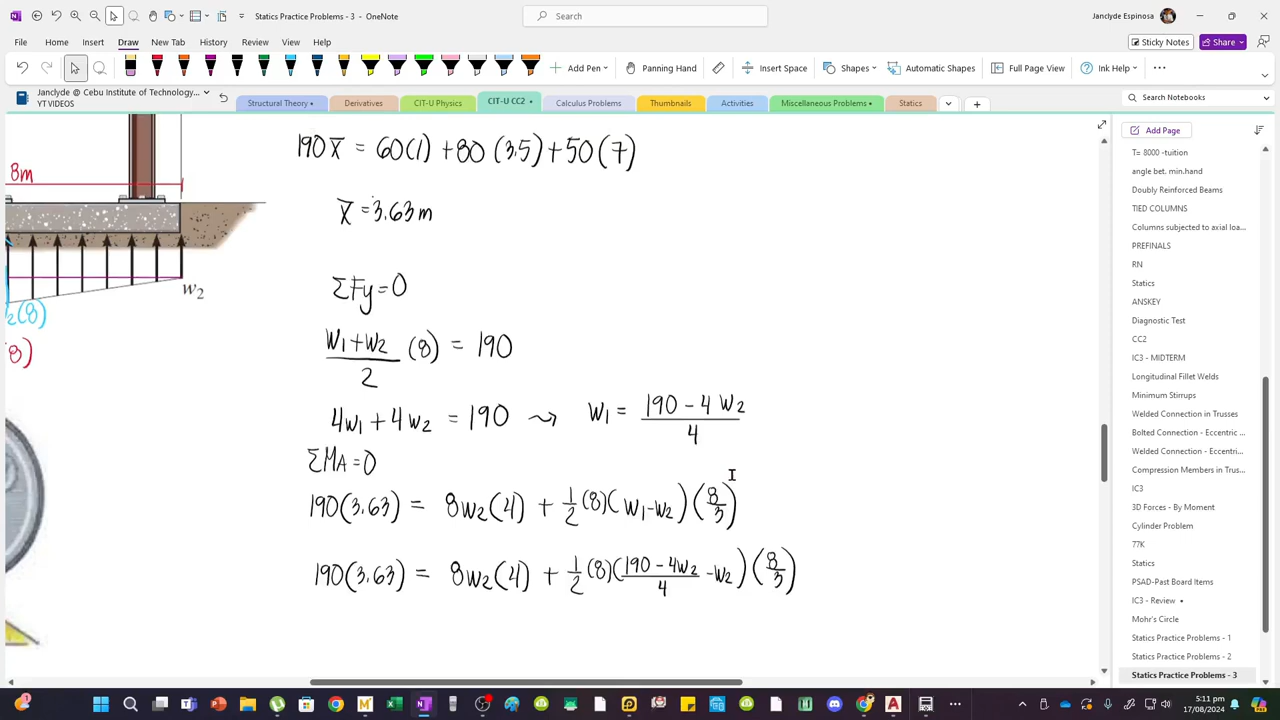 Statics Practice Problems - 3 - OneNote
Search
Janclyde Espinosa
File Home Insert Draw New Tab History Review View Help
Sticky Notes
Share
Add Pen
Panning Hand
Insert Space
Shapes
Automatic Shapes
Full Page View
Ink Help
Janclyde @ Cebu Institute of Technology...
YT VIDEOS
Structural Theory
Derivatives
CIT-U Physics
CIT-U CC2
Calculus Problems
Thumbnails
Activities
Miscellaneous Problems
Statics
Search Notebooks
Add Page
T= 8000 -tuition
angle bet. min.hand
Doubly Reinforced Beams
TIED COLUMNS
Columns subjected to axial loa...
PREFINALS
RN
Statics
ANSKEY
Diagnostic Test
CC2
IC3 - MIDTERM
Longitudinal Fillet Welds
Minimum Stirrups
Welded Connection in Trusses
Bolted Connection - Eccentric ...
Welded Connection - Eccentri...
Compression Members in Trus...
IC3
3D Forces - By Moment
Cylinder Problem
77K
Statics
PSAD-Past Board Items
IC3 - Review
Mohr's Circle
Statics Practice Problems - 1
Statics Practice Problems - 2
Statics Practice Problems - 3
8m
w₂
₂(8)
8)
190x̄ = 60(1) + 80 (3.5) + 50 (7)
x̄ = 3.63 m
ΣFy = 0
(w₁+w₂)/2 (8) = 190
4w₁ + 4w₂ = 190 ⇝ w₁ = (190 - 4w₂)/4
ΣMA = 0
190(3.63) = 8w₂(4) + 1/2 (8)(w₁-w₂)(8/3)
190(3.63) = 8w₂(4) + 1/2 (8)((190 - 4w₂)/4 - w₂)(8/3)
5:11 pm
17/08/2024